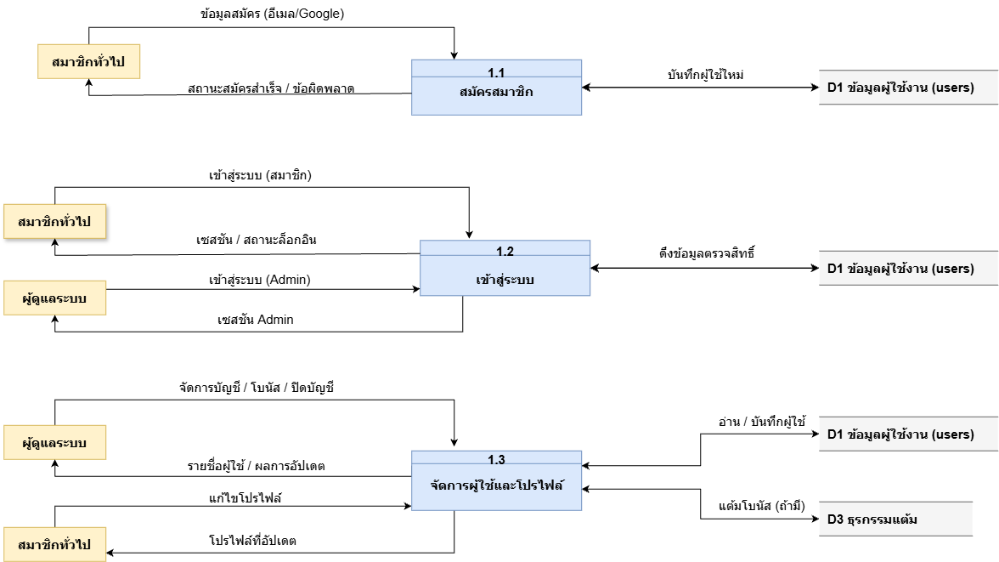 ข้อมูลสมัคร (อีเมล/Google)
สมาชิกทั่วไป
1.1
สมัครสมาชิก
สถานะสมัครสำเร็จ / ข้อผิดพลาด
บันทึกผู้ใช้ใหม่
D1 ข้อมูลผู้ใช้งาน (users)
เข้าสู่ระบบ (สมาชิก)
สมาชิกทั่วไป
เซสชัน / สถานะล็อกอิน
1.2
เข้าสู่ระบบ
ดึงข้อมูลตรวจสิทธิ์
D1 ข้อมูลผู้ใช้งาน (users)
เข้าสู่ระบบ (Admin)
ผู้ดูแลระบบ
เซสชัน Admin
จัดการบัญชี / โบนัส / ปิดบัญชี
ผู้ดูแลระบบ
รายชื่อผู้ใช้ / ผลการอัปเดต
1.3
จัดการผู้ใช้และโปรไฟล์
อ่าน / บันทึกผู้ใช้
D1 ข้อมูลผู้ใช้งาน (users)
แก้ไขโปรไฟล์
แต้มโบนัส (ถ้ามี)
D3 ธุรกรรมแต้ม
สมาชิกทั่วไป
โปรไฟล์ที่อัปเดต